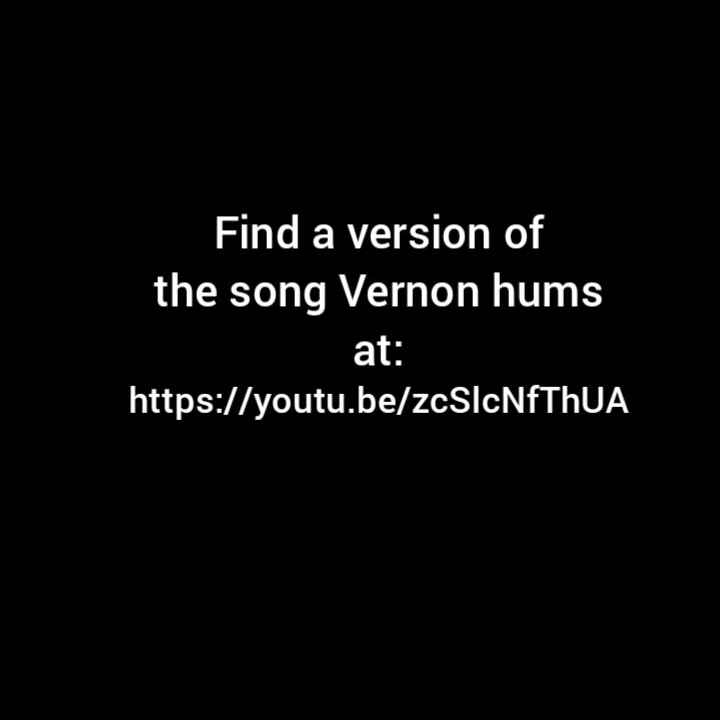 Find a version of
the song Vernon hums
at:
https://youtu.be/zcSlcNfThUA